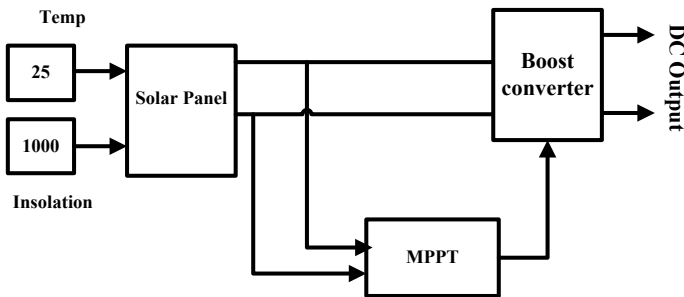 Temp
25
1000
Insolation
Solar Panel
Boost
converter
DC Output
MPPT